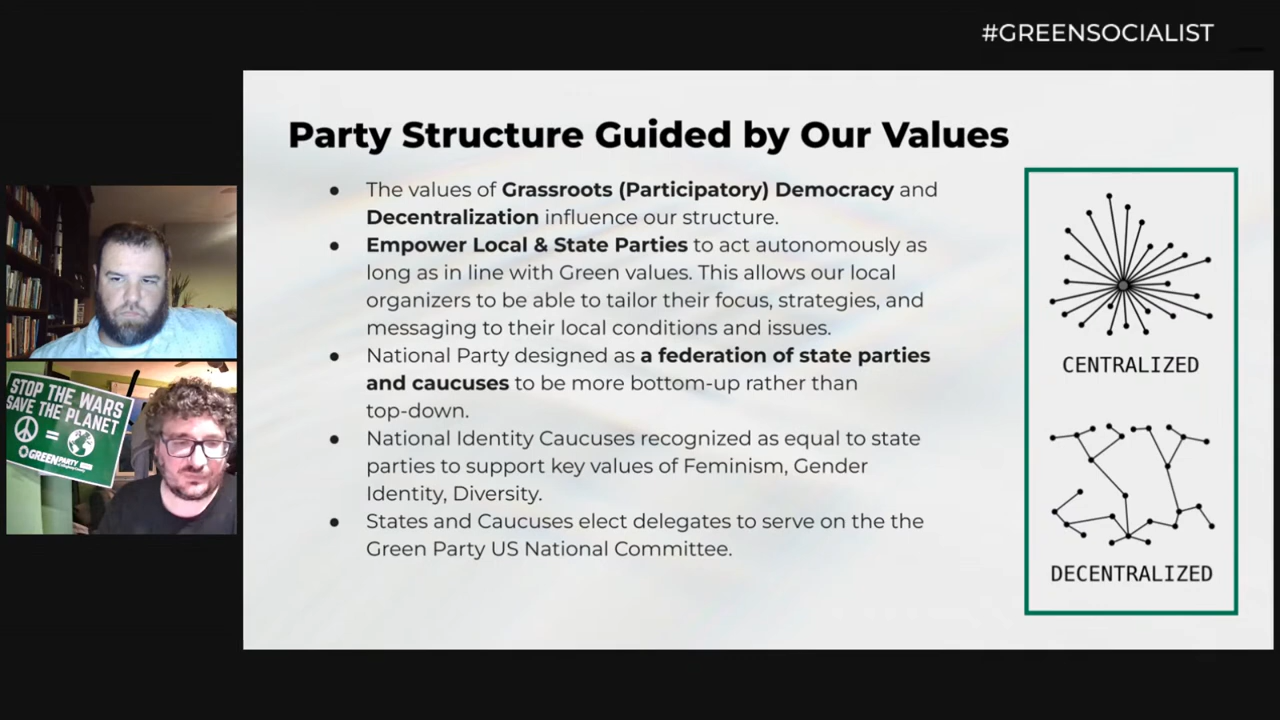 #GREENSOCIALIST
Party Structure Guided by Our Values
● The values of Grassroots (Participatory) Democracy and
Decentralization influence our structure.
● Empower Local & State Parties to act autonomously as
long as in line with Green values. This allows our local
organizers to be able to tailor their focus, strategies, and
messaging to their local conditions and issues.
● National Party designed as a federation of state parties
and caucuses to be more bottom-up rather than
top-down.
● National Identity Caucuses recognized as equal to state
parties to support key values of Feminism, Gender
Identity, Diversity.
● States and Caucuses elect delegates to serve on the the
Green Party US National Committee.
CENTRALIZED
DECENTRALIZED
STOP THE WARS
SAVE THE PLANET
=
GREEN PARTY